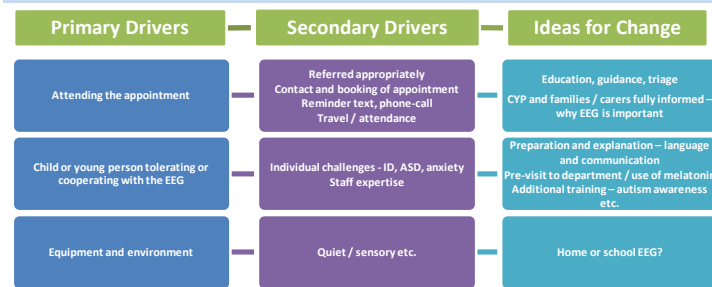 Primary Drivers
Secondary Drivers
Ideas for Change
Attending the appointment
Referred appropriately
Contact and booking of appointment
Reminder text, phone-call
Travel / attendance
Education, guidance, triage
CYP and families / carers fully informed –
why EEG is important
Child or young person tolerating or
cooperating with the EEG
Individual challenges - ID, ASD, anxiety
Staff expertise
Preparation and explanation – language
and communication
Pre-visit to department / use of melatonin
Additional training – autism awareness
etc.
Equipment and environment
Quiet / sensory etc.
Home or school EEG?